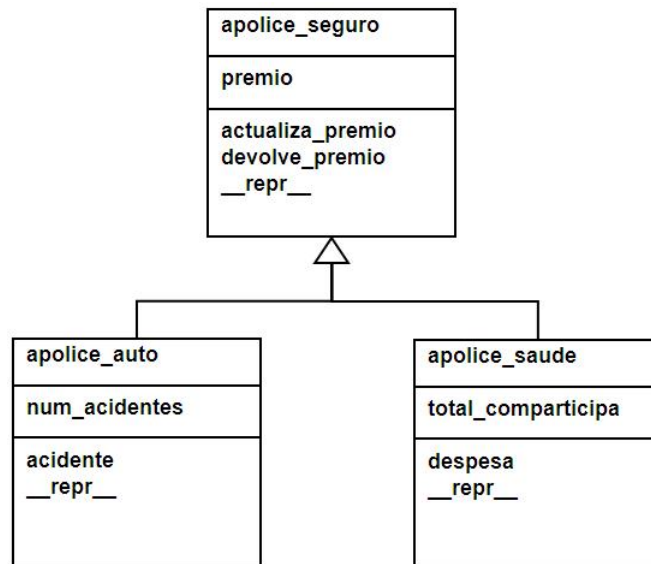 apolice_seguro
premio
actualiza_premio
devolve_premio
__repr__
apolice_auto
num_acidentes
acidente
__repr__
apolice_saude
total_comparticipa
despesa
__repr__